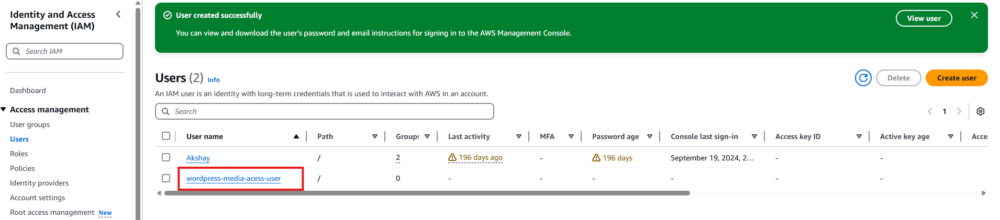 Identity and Access
Management (IAM)
Search IAM
Dashboard
Access management
User groups
Users
Roles
Policies
Identity providers
Account settings
Root access management New
User created successfully
You can view and download the user's password and email instructions for signing in to the AWS Management Console.
View user
Users (2) Info
Delete
Create user
An IAM user is an identity with long-term credentials that is used to interact with AWS in an account.
Search
1
User name Path Groups Last activity MFA Password age Console last sign-in Access key ID Active key age Acces
Akshay / 2 196 days ago - 196 days September 19, 2024, 2... - -
wordpress-media-acess-user / 0 - - - - - -